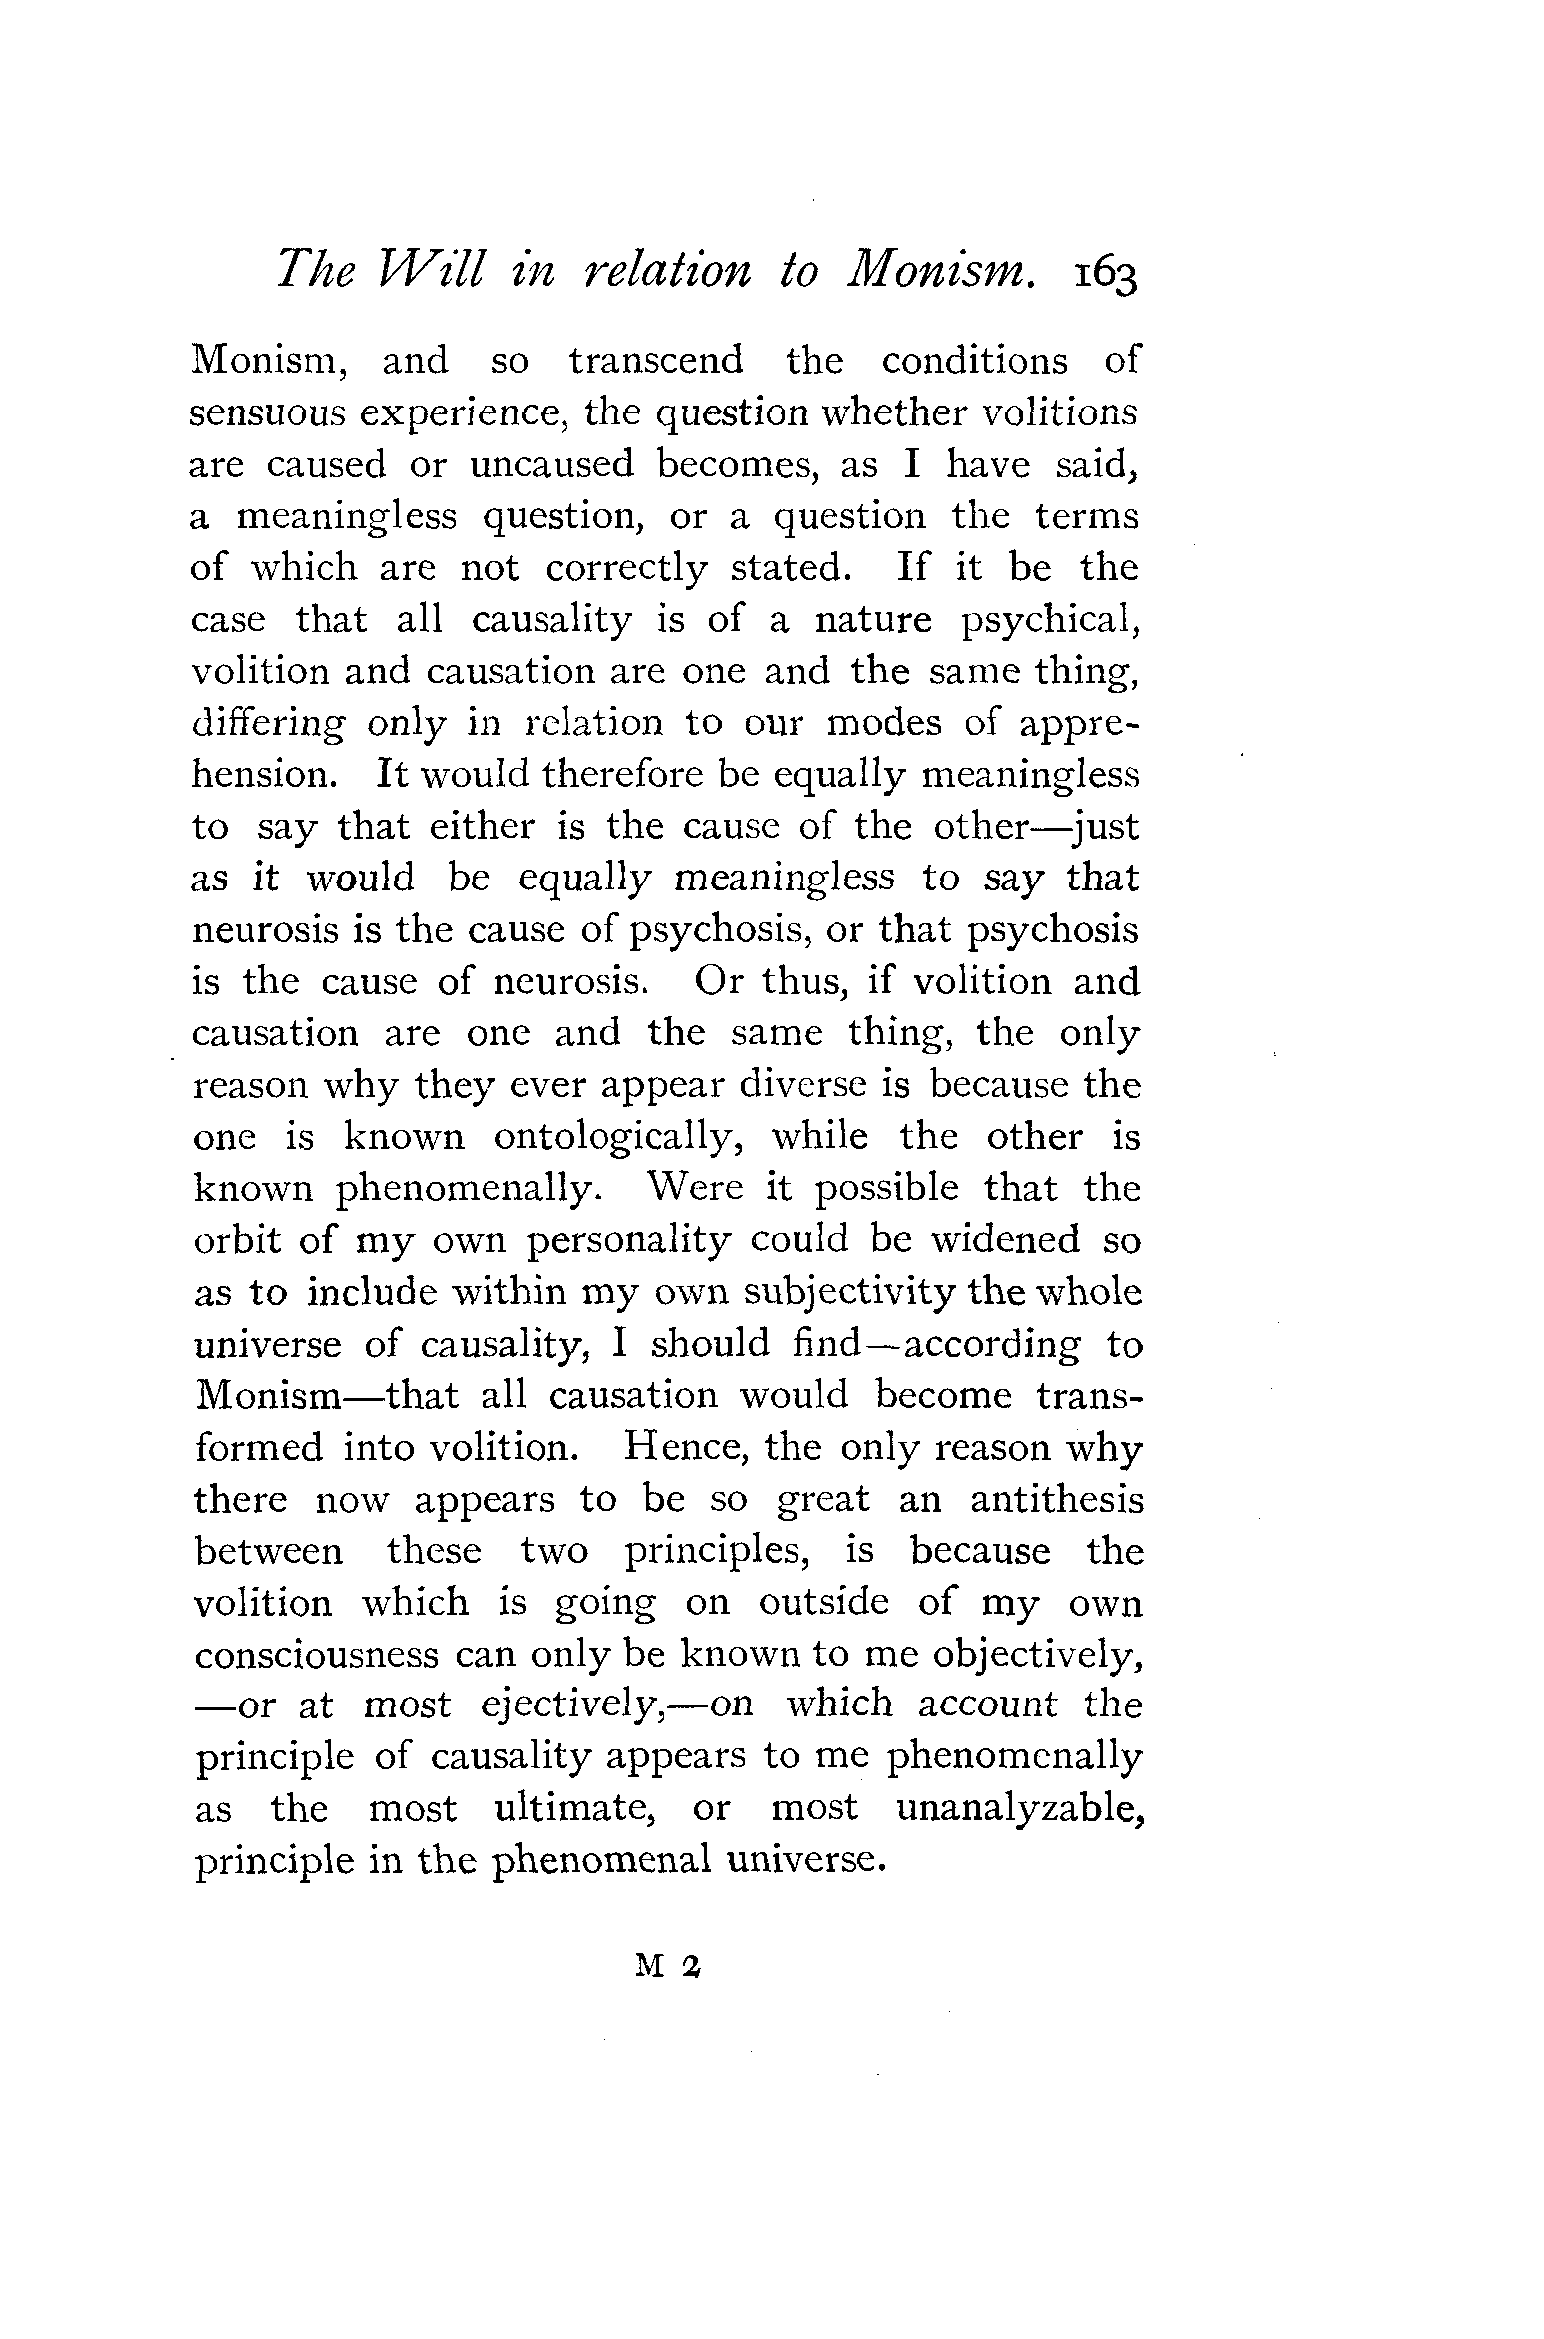 The Will in relation to Monism. 163
Monism, and so transcend the conditions of
sensuous experience, the question whether volitions
are caused or uncaused becomes, as I have said,
a meaningless question, or a question the terms
of which are not correctly stated. If it be the
case that all causality is of a nature psychical,
volition and causation are one and the same thing,
differing only in relation to our modes of appre-
hension. It would therefore be equally meaningless
to say that either is the cause of the other—just
as it would be equally meaningless to say that
neurosis is the cause of psychosis, or that psychosis
is the cause of neurosis. Or thus, if volition and
causation are one and the same thing, the only
reason why they ever appear diverse is because the
one is known ontologically, while the other is
known phenomenally. Were it possible that the
orbit of my own personality could be widened so
as to include within my own subjectivity the whole
universe of causality, I should find—according to
Monism—that all causation would become trans-
formed into volition. Hence, the only reason why
there now appears to be so great an antithesis
between these two principles, is because the
volition which is going on outside of my own
consciousness can only be known to me objectively,
—or at most ejectively,—on which account the
principle of causality appears to me phenomenally
as the most ultimate, or most unanalyzable,
principle in the phenomenal universe.
M 2